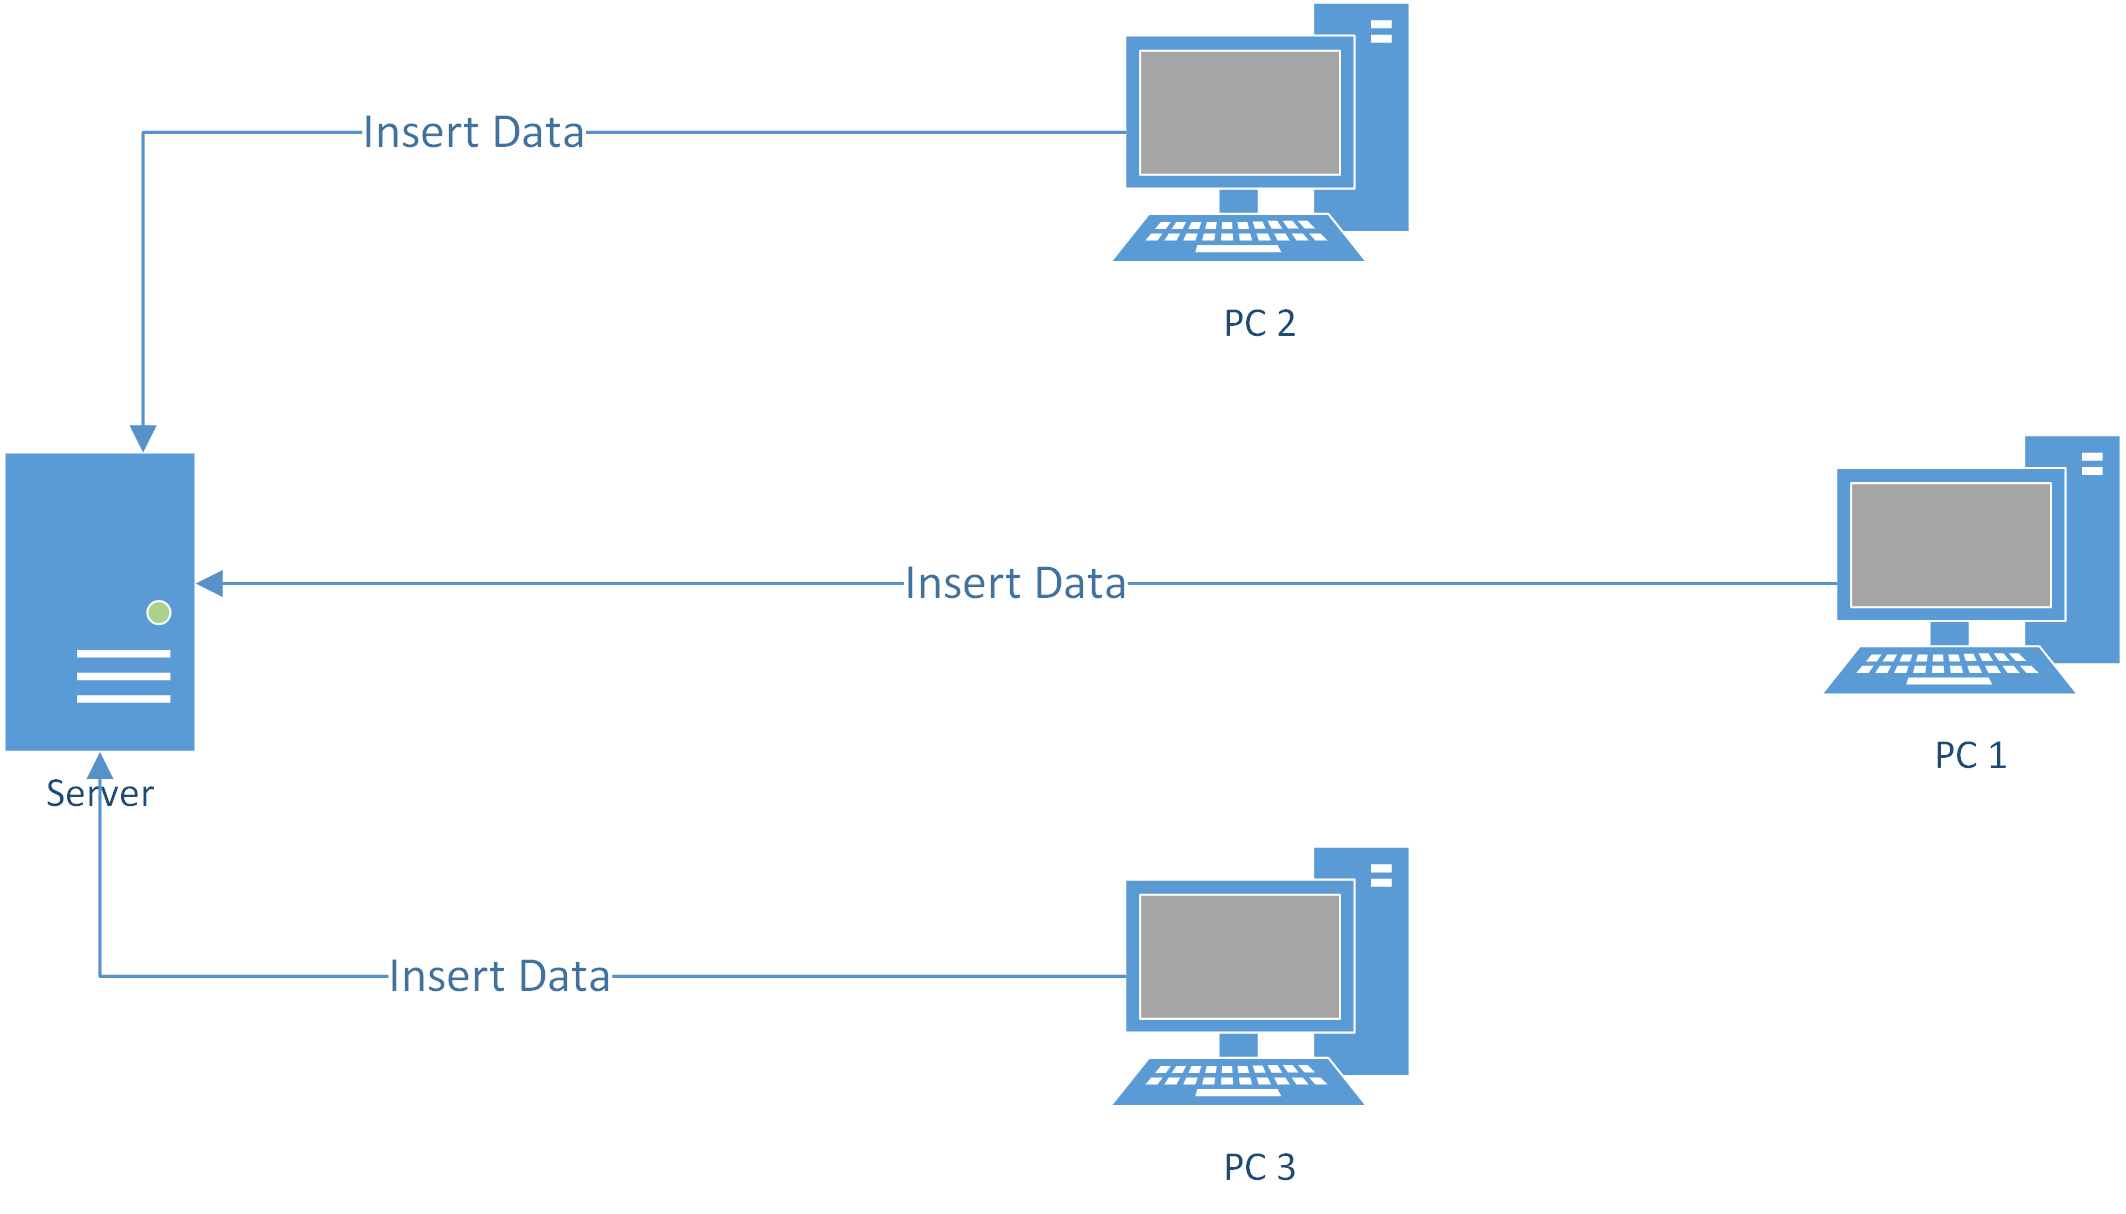 Insert Data
PC 2
Insert Data
PC 1
Server
Insert Data
PC 3